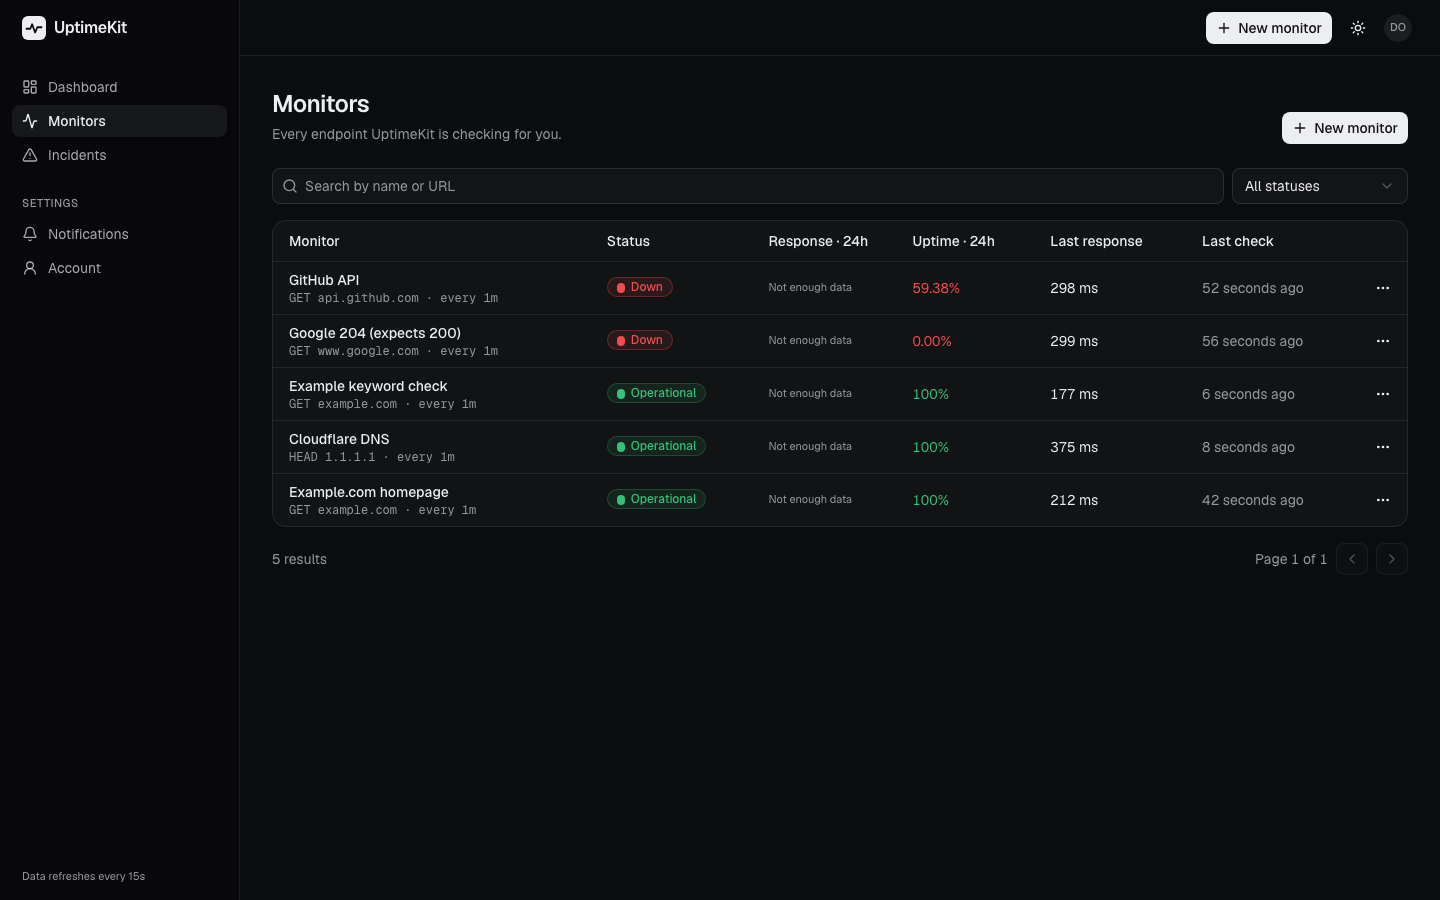 UptimeKit
New monitor
DO
Dashboard
Monitors
Incidents
SETTINGS
Notifications
Account
Data refreshes every 15s
Monitors
Every endpoint UptimeKit is checking for you.
New monitor
Search by name or URL
All statuses
Monitor Status Response · 24h Uptime · 24h Last response Last check
GitHub API
GET api.github.com · every 1m
Down Not enough data 59.38% 298 ms 52 seconds ago
Google 204 (expects 200)
GET www.google.com · every 1m
Down Not enough data 0.00% 299 ms 56 seconds ago
Example keyword check
GET example.com · every 1m
Operational Not enough data 100% 177 ms 6 seconds ago
Cloudflare DNS
HEAD 1.1.1.1 · every 1m
Operational Not enough data 100% 375 ms 8 seconds ago
Example.com homepage
GET example.com · every 1m
Operational Not enough data 100% 212 ms 42 seconds ago
5 results
Page 1 of 1